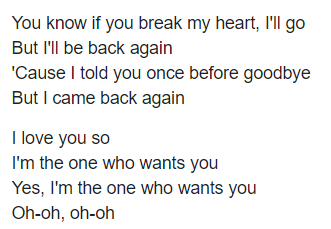 You know if you break my heart, I'll go
But I'll be back again
'Cause I told you once before goodbye
But I came back again
I love you so
I'm the one who wants you
Yes, I'm the one who wants you
Oh-oh, oh-oh